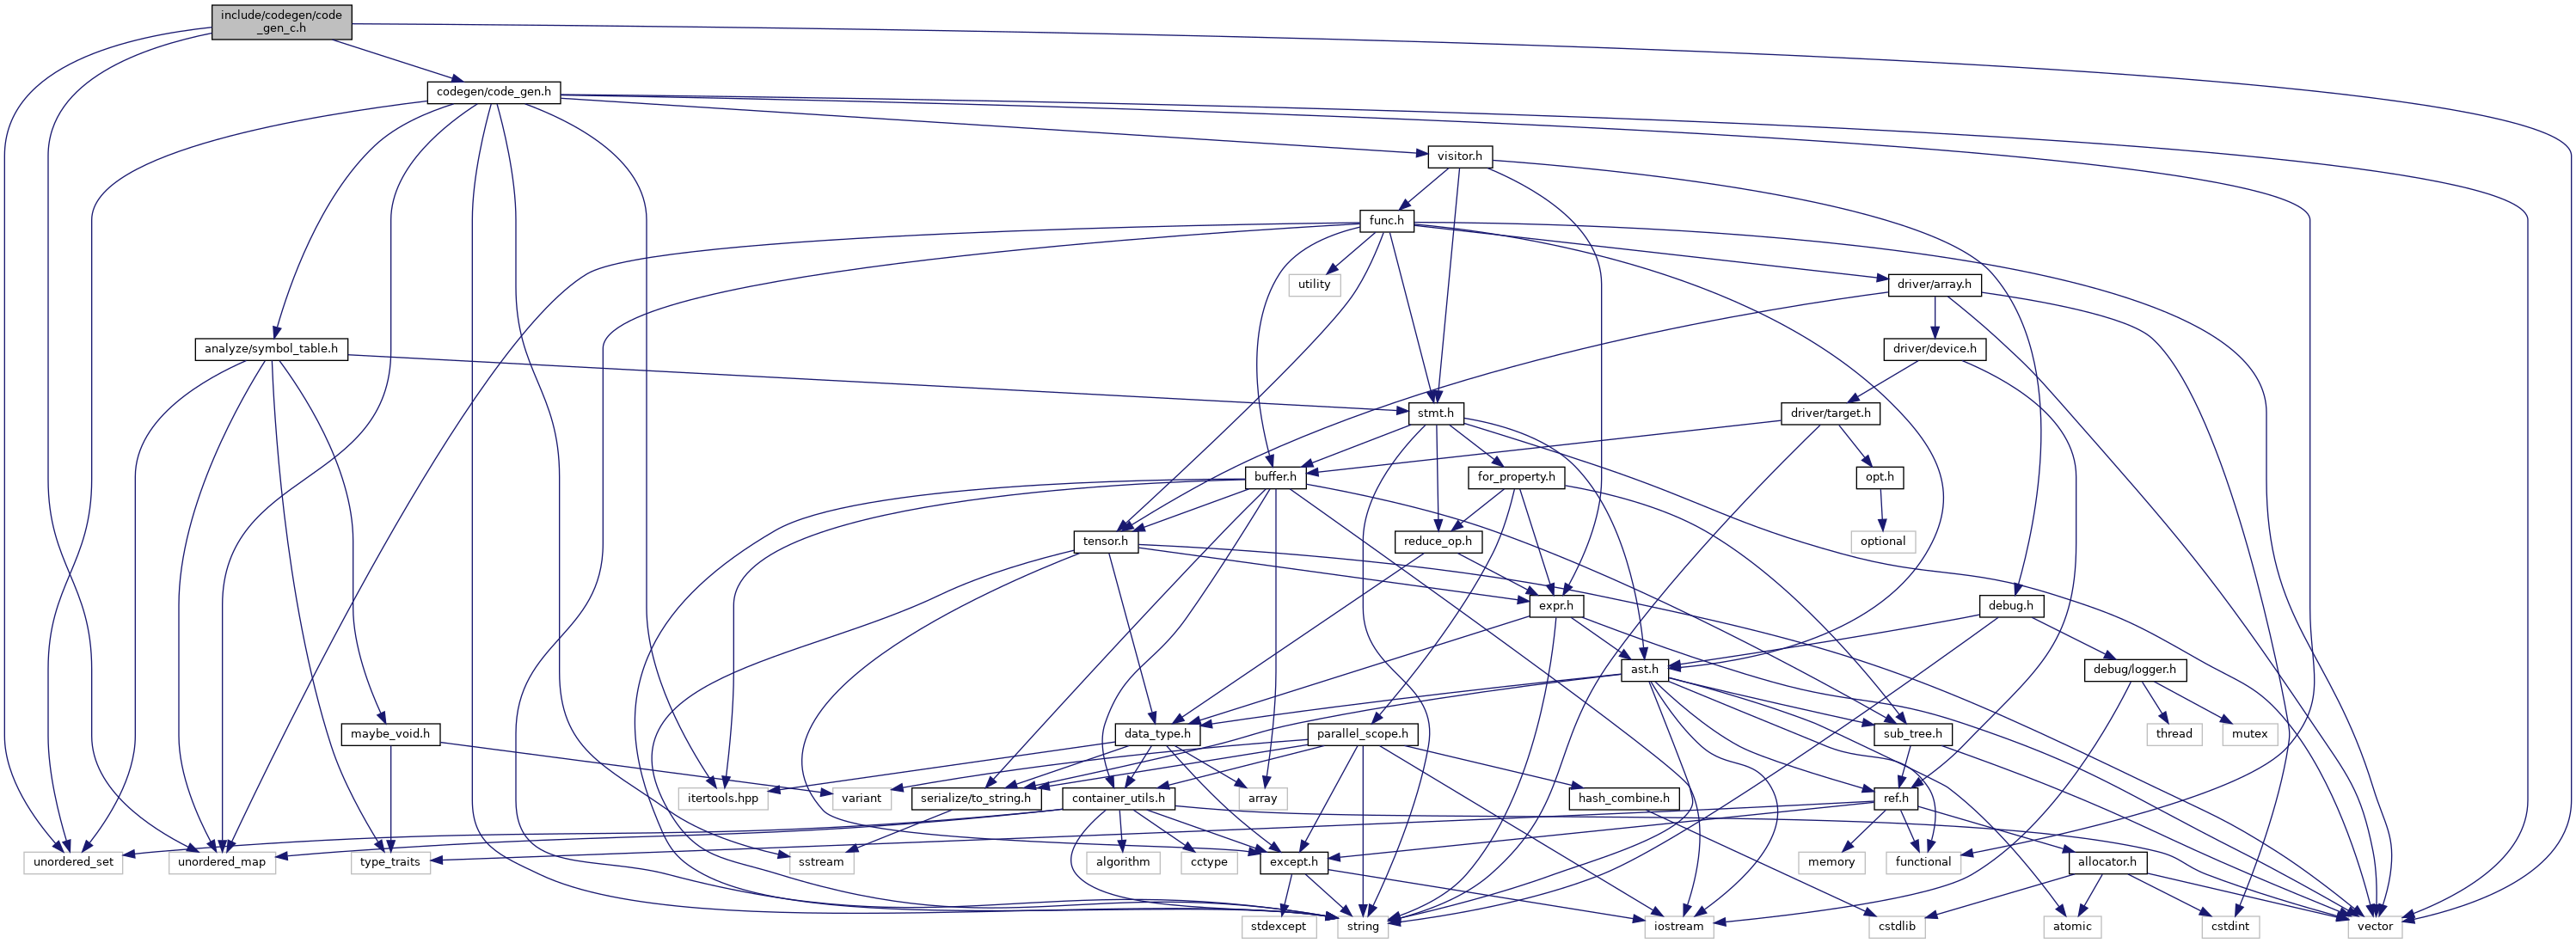 include/codegen/code
_gen_c.h
codegen/code_gen.h
visitor.h
func.h
utility
driver/array.h
analyze/symbol_table.h
driver/device.h
stmt.h
driver/target.h
buffer.h
for_property.h
opt.h
tensor.h
reduce_op.h
optional
expr.h
debug.h
ast.h
debug/logger.h
maybe_void.h
data_type.h
parallel_scope.h
sub_tree.h
thread
mutex
itertools.hpp
variant
serialize/to_string.h
container_utils.h
array
hash_combine.h
ref.h
unordered_set
unordered_map
type_traits
sstream
algorithm
cctype
except.h
memory
functional
allocator.h
stdexcept
string
iostream
cstdlib
atomic
cstdint
vector